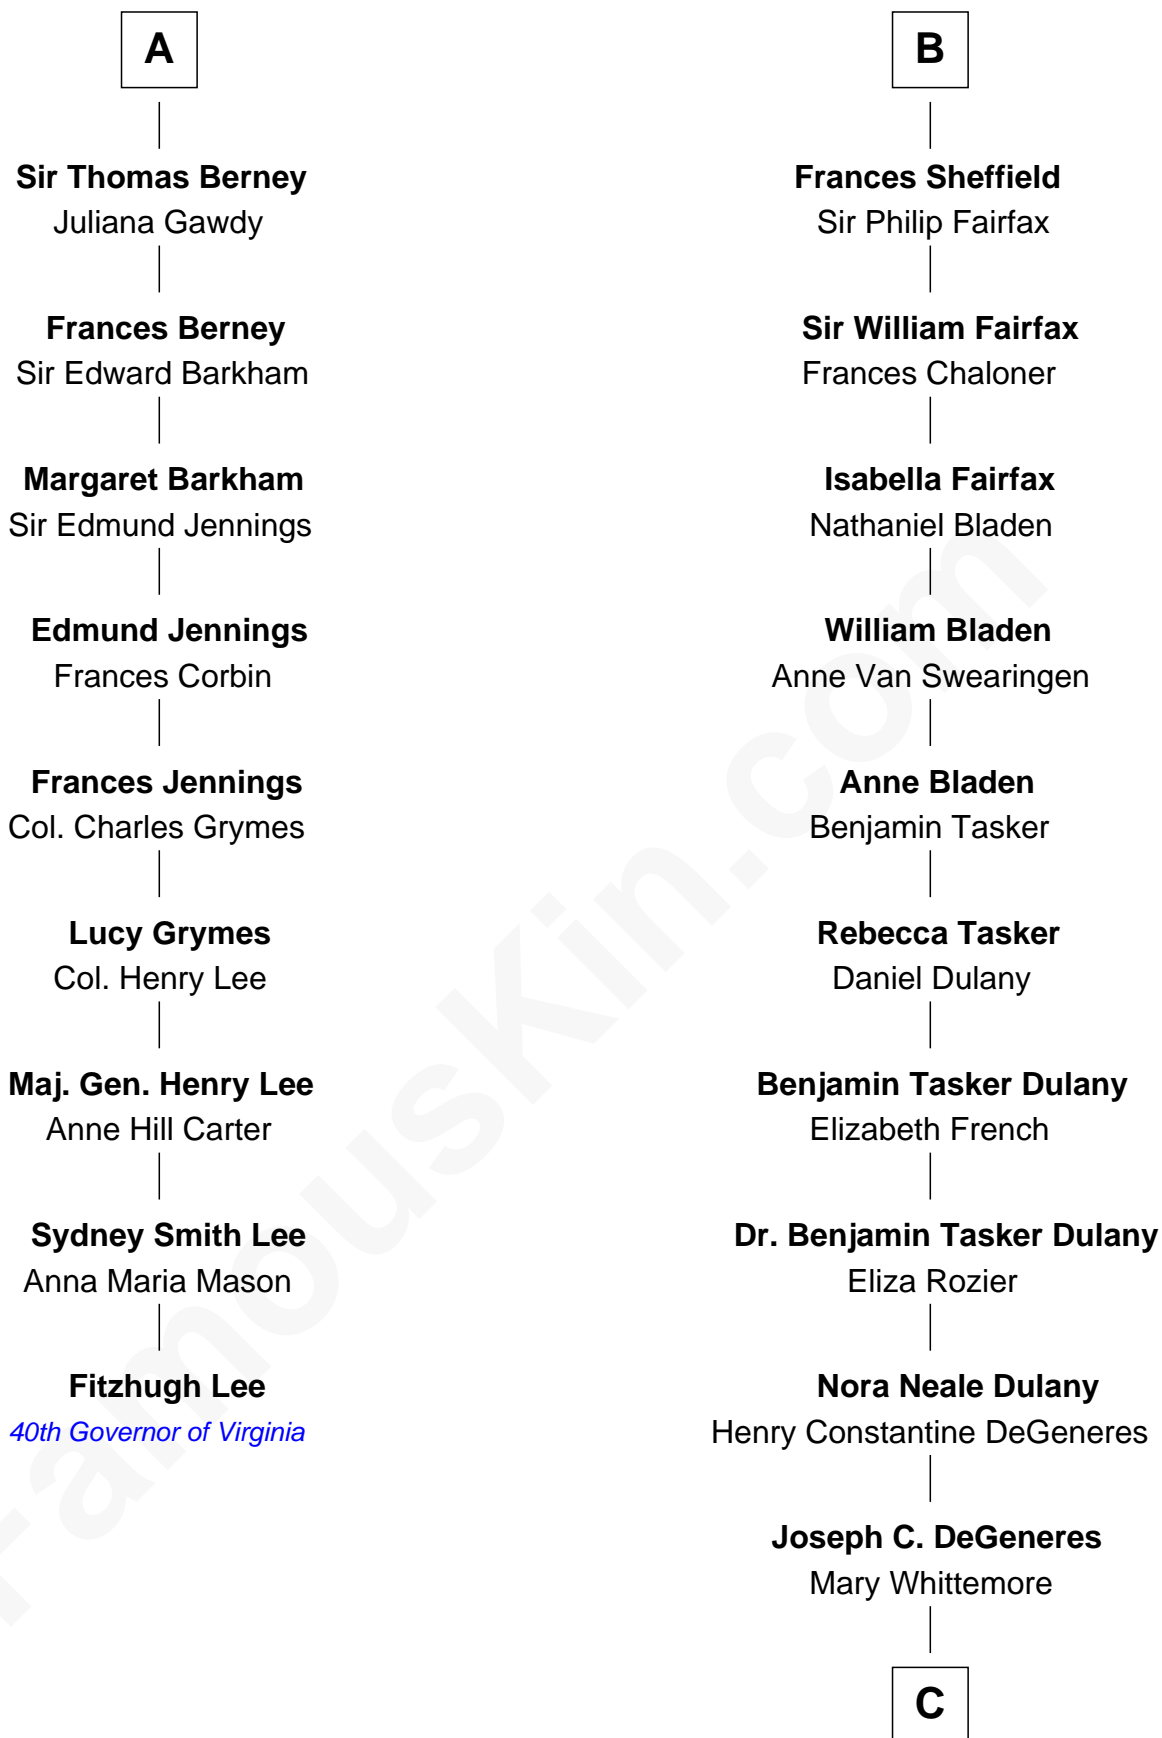 A
Sir Thomas Berney
Juliana Gawdy
Frances Berney
Sir Edward Barkham
Margaret Barkham
Sir Edmund Jennings
Edmund Jennings
Frances Corbin
Frances Jennings
Col. Charles Grymes
Lucy Grymes
Col. Henry Lee
Maj. Gen. Henry Lee
Anne Hill Carter
Sydney Smith Lee
Anna Maria Mason
Fitzhugh Lee
40th Governor of Virginia
B
Frances Sheffield
Sir Philip Fairfax
Sir William Fairfax
Frances Chaloner
Isabella Fairfax
Nathaniel Bladen
William Bladen
Anne Van Swearingen
Anne Bladen
Benjamin Tasker
Rebecca Tasker
Daniel Dulany
Benjamin Tasker Dulany
Elizabeth French
Dr. Benjamin Tasker Dulany
Eliza Rozier
Nora Neale Dulany
Henry Constantine DeGeneres
Joseph C. DeGeneres
Mary Whittemore
C
FamousKin.com